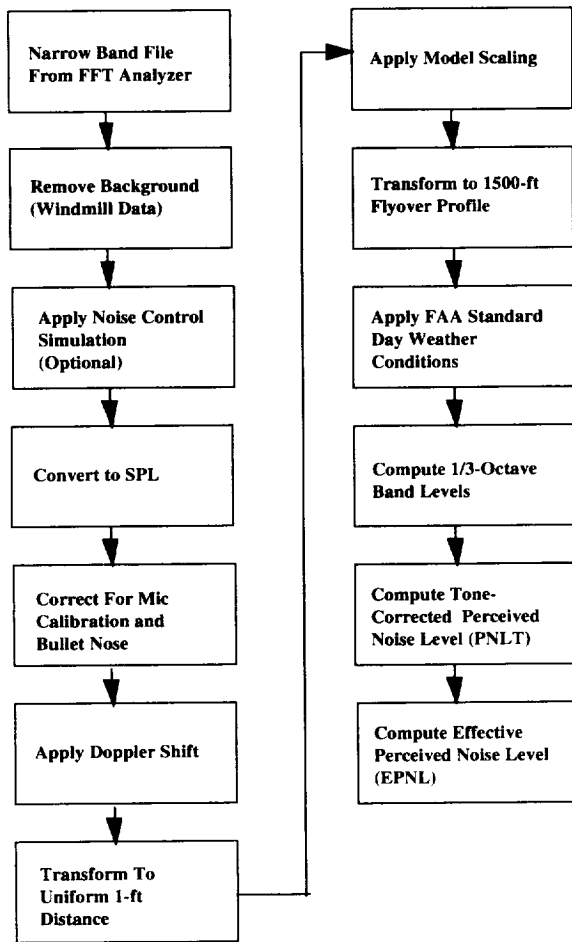 Narrow Band File
From FFT Analyzer
Remove Background
(Windmill Data)
Apply Noise Control
Simulation
(Optional)
Convert to SPL
Correct For Mic
Calibration and
Bullet Nose
Apply Doppler Shift
Transform To
Uniform 1-ft
Distance
Apply Model Scaling
Transform to 1500-ft
Flyover Profile
Apply FAA Standard
Day Weather
Conditions
Compute 1/3-Octave
Band Levels
Compute Tone-
Corrected Perceived
Noise Level (PNLT)
Compute Effective
Perceived Noise Level
(EPNL)